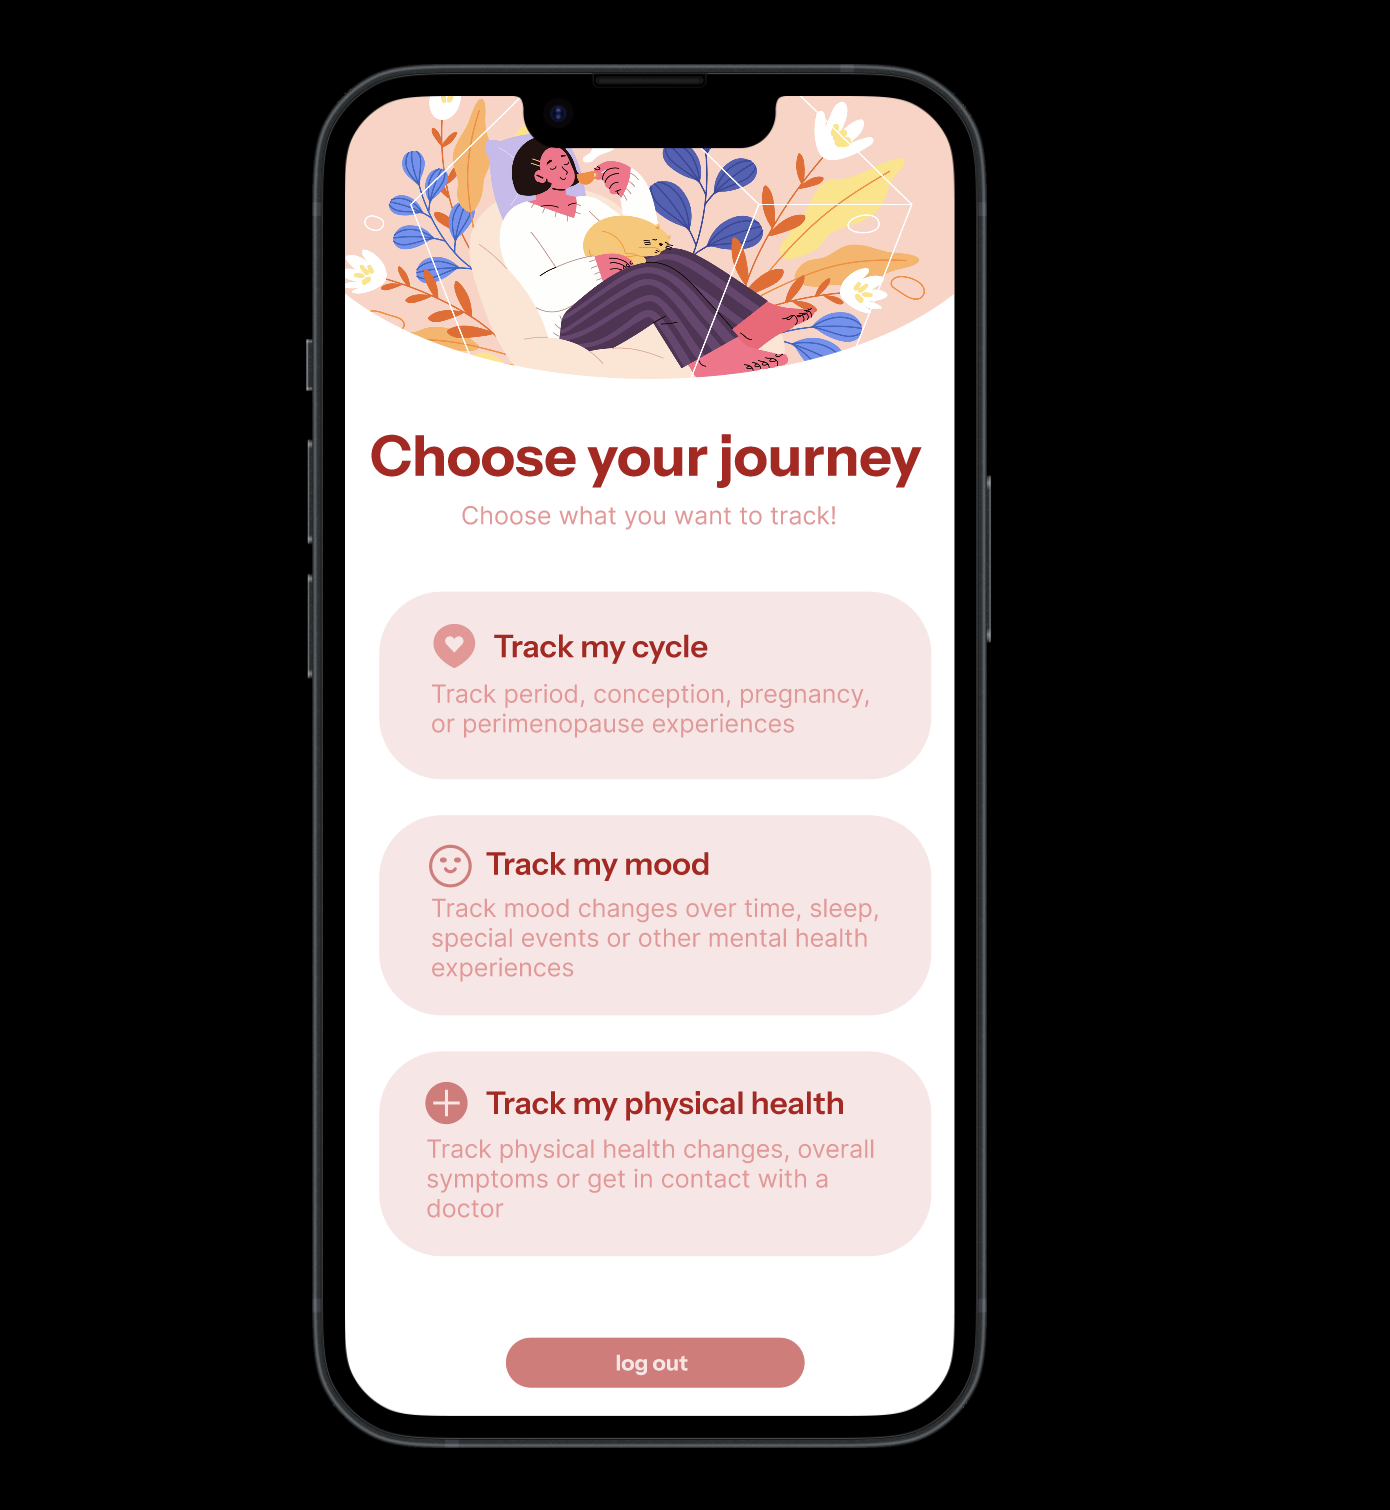 Choose your journey
Choose what you want to track!
Track my cycle
Track period, conception, pregnancy,
or perimenopause experiences
Track my mood
Track mood changes over time, sleep,
special events or other mental health
experiences
Track my physical health
Track physical health changes, overall
symptoms or get in contact with a
doctor
log out